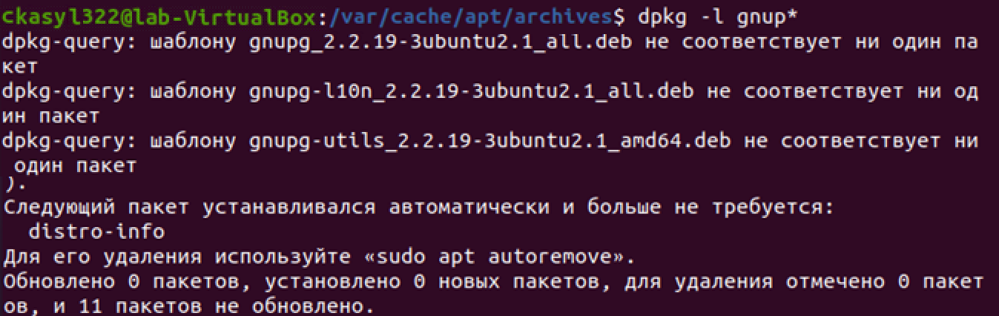 ckasyl322@lab-VirtualBox:/var/cache/apt/archives$ dpkg -l gnup*
dpkg-query: шаблону gnupg_2.2.19-3ubuntu2.1_all.deb не соответствует ни один па
кет
dpkg-query: шаблону gnupg-l10n_2.2.19-3ubuntu2.1_all.deb не соответствует ни од
ин пакет
dpkg-query: шаблону gnupg-utils_2.2.19-3ubuntu2.1_amd64.deb не соответствует ни
 один пакет
).
Следующий пакет устанавливался автоматически и больше не требуется:
  distro-info
Для его удаления используйте «sudo apt autoremove».
Обновлено 0 пакетов, установлено 0 новых пакетов, для удаления отмечено 0 пакет
ов, и 11 пакетов не обновлено.